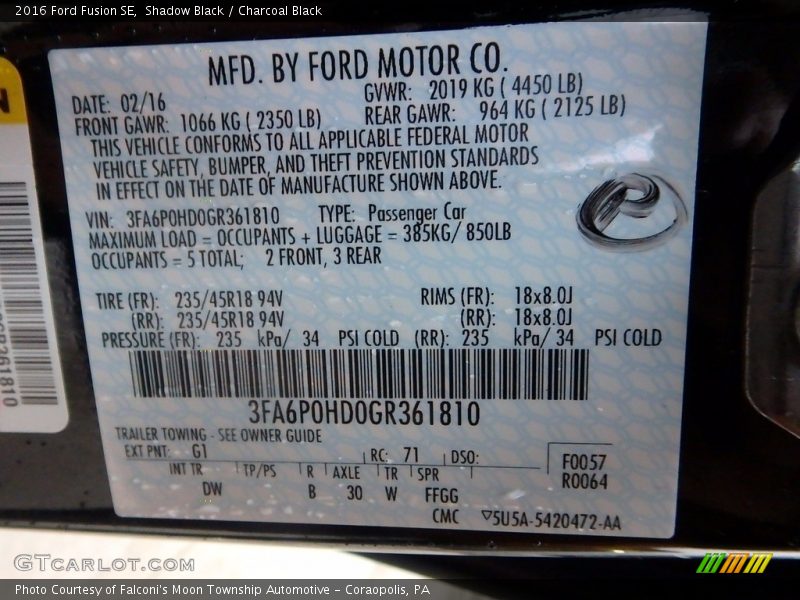 2016 Ford Fusion SE, Shadow Black / Charcoal Black
MFD. BY FORD MOTOR CO.
DATE: 02/16 GVWR: 2019 KG ( 4450 LB)
FRONT GAWR: 1066 KG ( 2350 LB) REAR GAWR: 964 KG ( 2125 LB)
THIS VEHICLE CONFORMS TO ALL APPLICABLE FEDERAL MOTOR
VEHICLE SAFETY, BUMPER, AND THEFT PREVENTION STANDARDS
IN EFFECT ON THE DATE OF MANUFACTURE SHOWN ABOVE.
VIN: 3FA6P0HD0GR361810 TYPE: Passenger Car
MAXIMUM LOAD = OCCUPANTS + LUGGAGE = 385KG/ 850LB
OCCUPANTS = 5 TOTAL; 2 FRONT, 3 REAR
TIRE (FR): 235/45R18 94V RIMS (FR): 18x8.0J
(RR): 235/45R18 94V (RR): 18x8.0J
PRESSURE (FR): 235 kPa/ 34 PSI COLD (RR): 235 kPa/ 34 PSI COLD
3FA6P0HD0GR361810
TRAILER TOWING - SEE OWNER GUIDE
EXT PNT: G1 RC: 71 DSO: F0057
INT TR TP/PS R AXLE TR SPR R0064
DW B 30 W FFGG
CMC ▽5U5A-5420472-AA
GTCarlot.com
Photo Courtesy of Falconi's Moon Township Automotive - Coraopolis, PA